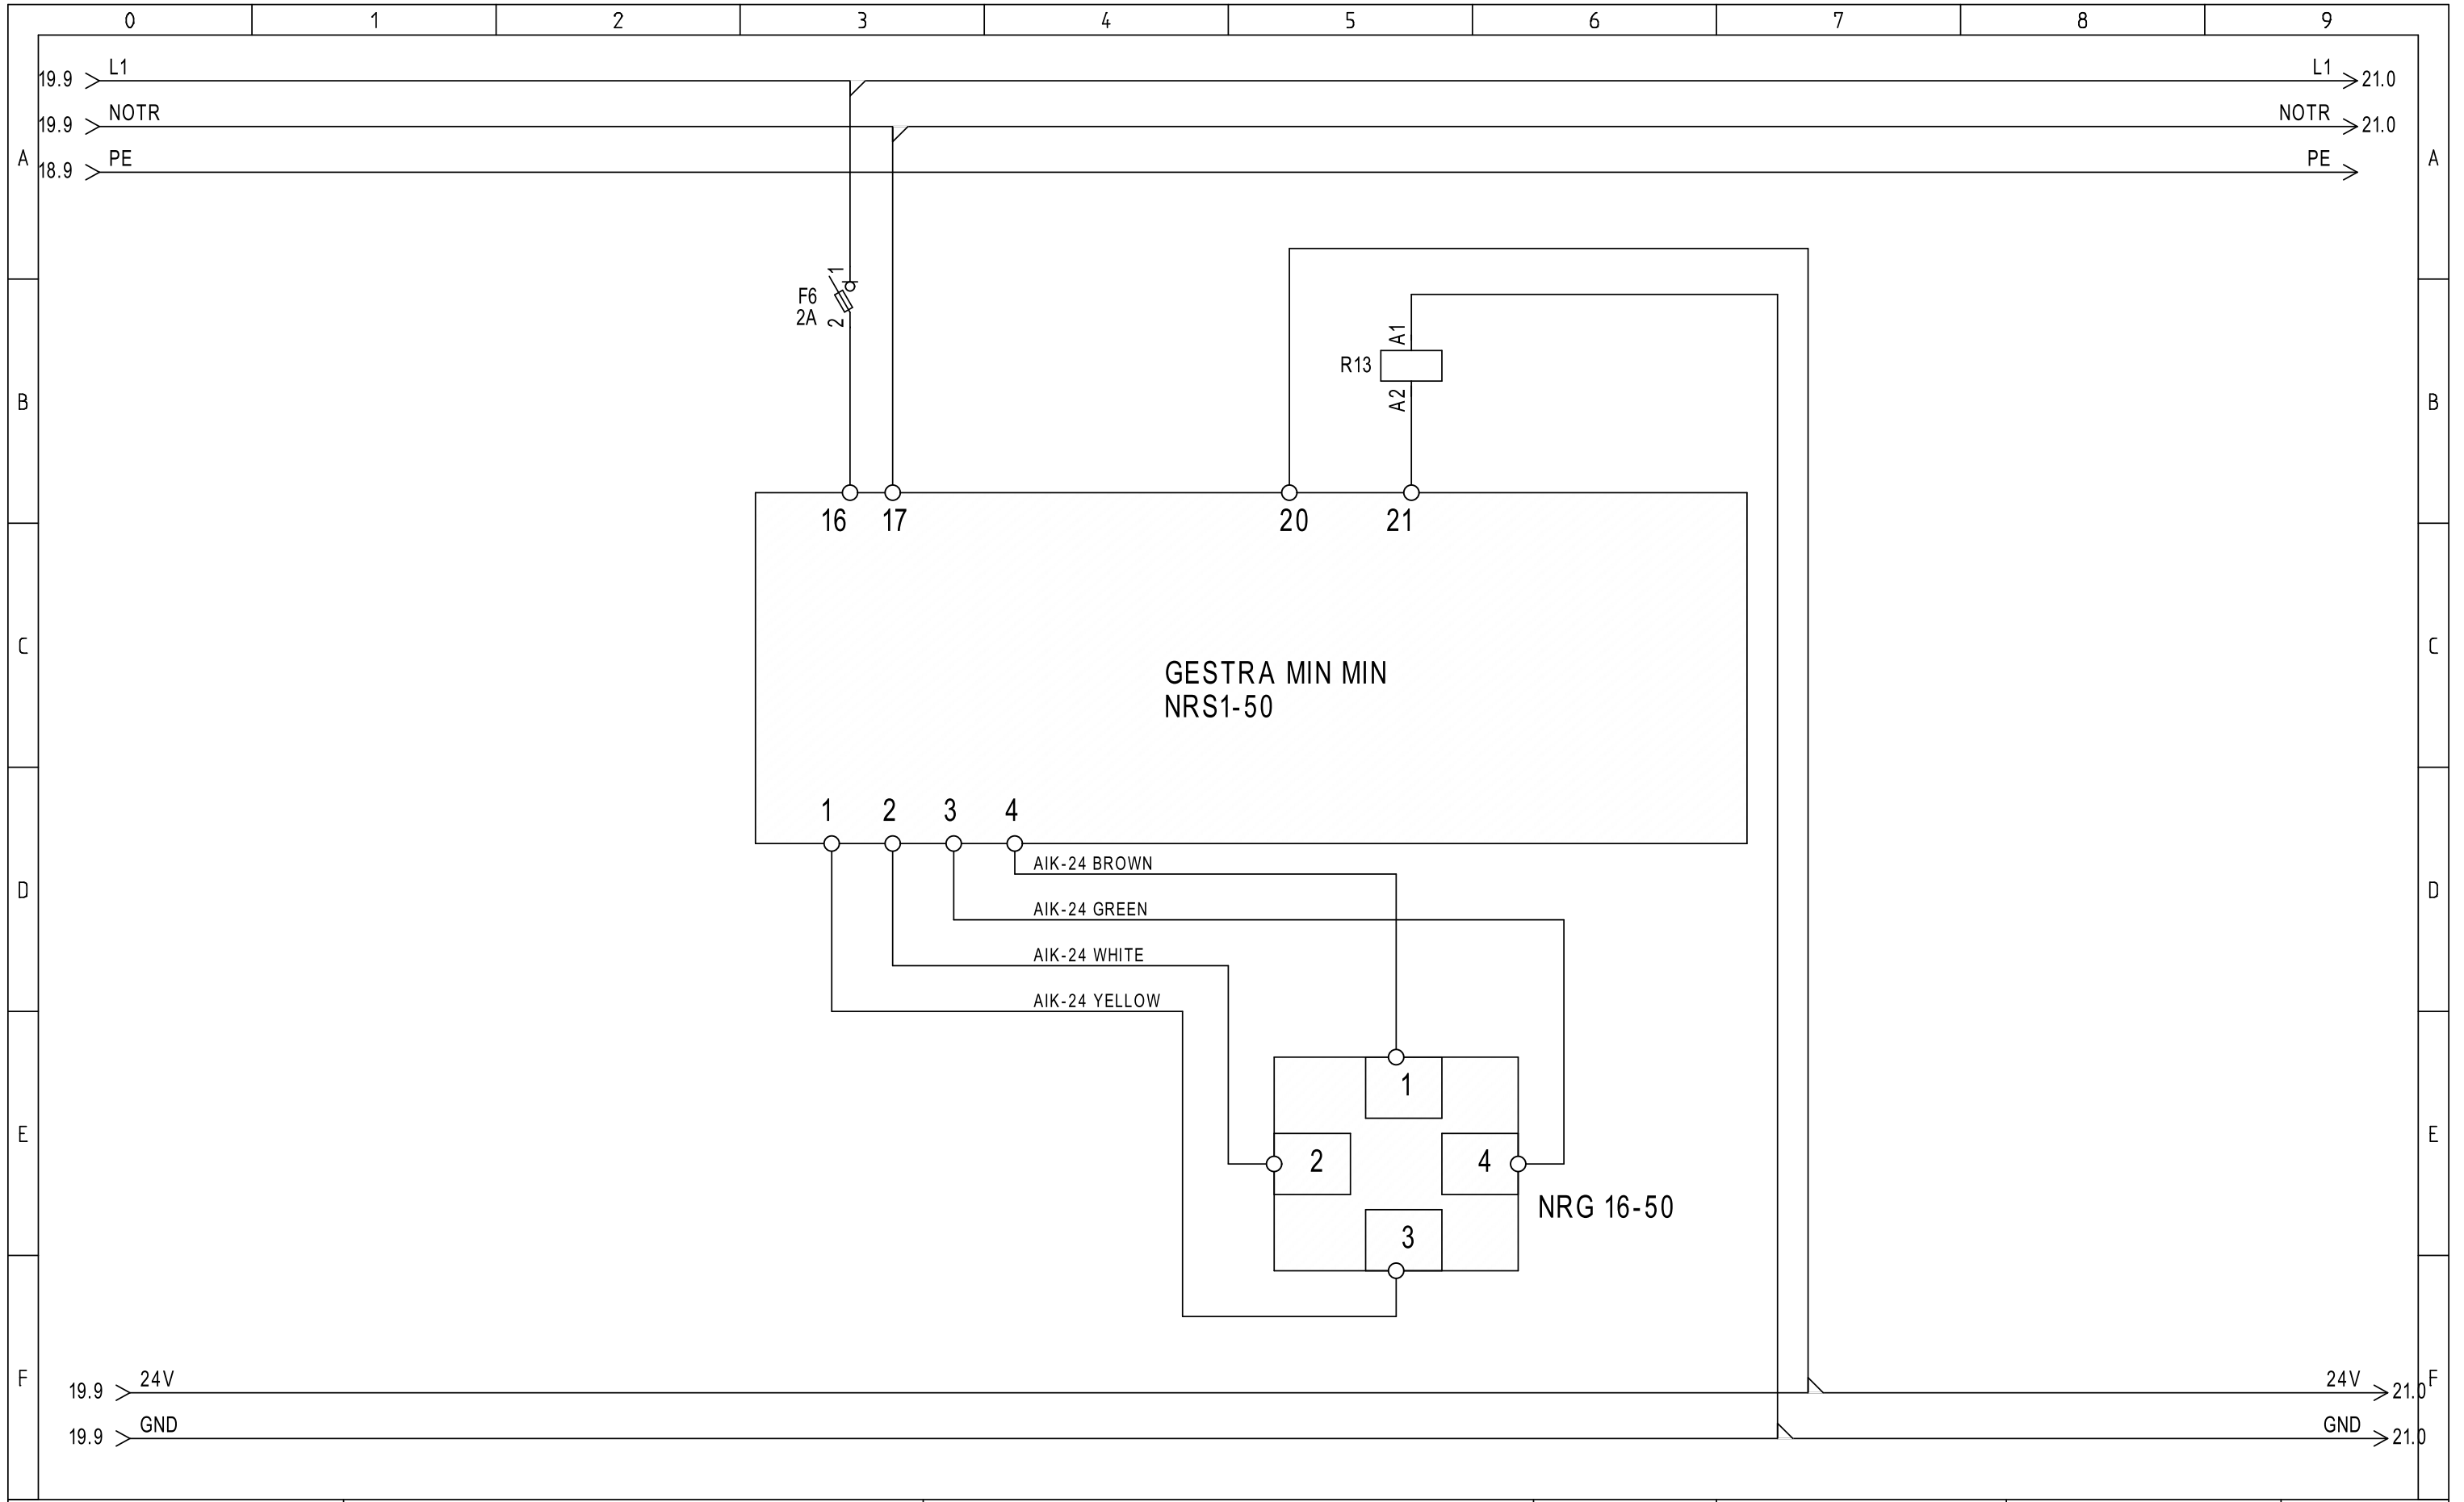 0 1 2 3 4 5 6 7 8 9
L1 L1
19.9 21.0
NOTR NOTR
19.9 21.0
A PE PE A
18.9
1
F6
2A 2
A1
R13
A2
B B
16 17 20 21
GESTRA MIN MIN
NRS1-50
C C
1 2 3 4
AIK-24 BROWN
D D
AIK-24 GREEN
AIK-24 WHITE
AIK-24 YELLOW
1
E E
2 4
NRG 16-50
3
24V 24V
F F
19.9 21.0
GND GND
19.9 21.0